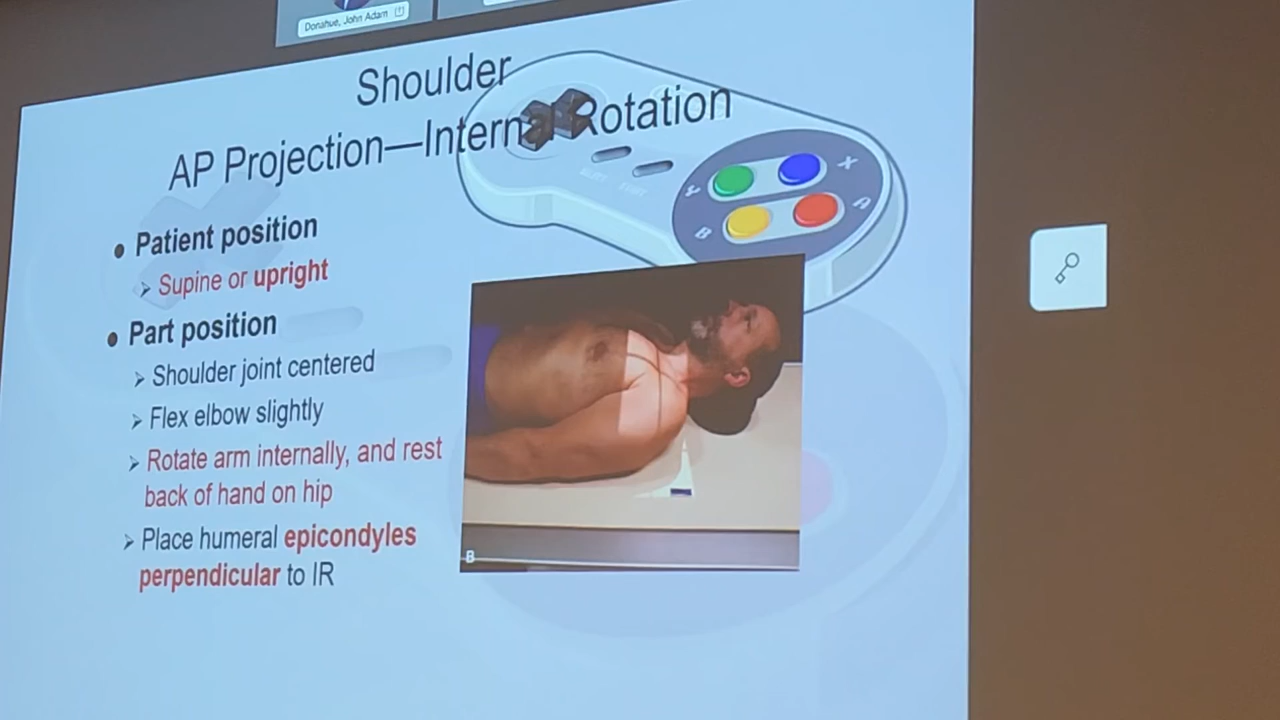 Donahue, John Adam
Shoulder
AP Projection—Internal Rotation
• Patient position
➢ Supine or upright
• Part position
➢ Shoulder joint centered
➢ Flex elbow slightly
➢ Rotate arm internally, and rest
back of hand on hip
➢ Place humeral epicondyles
perpendicular to IR
Y
X
B
A
B